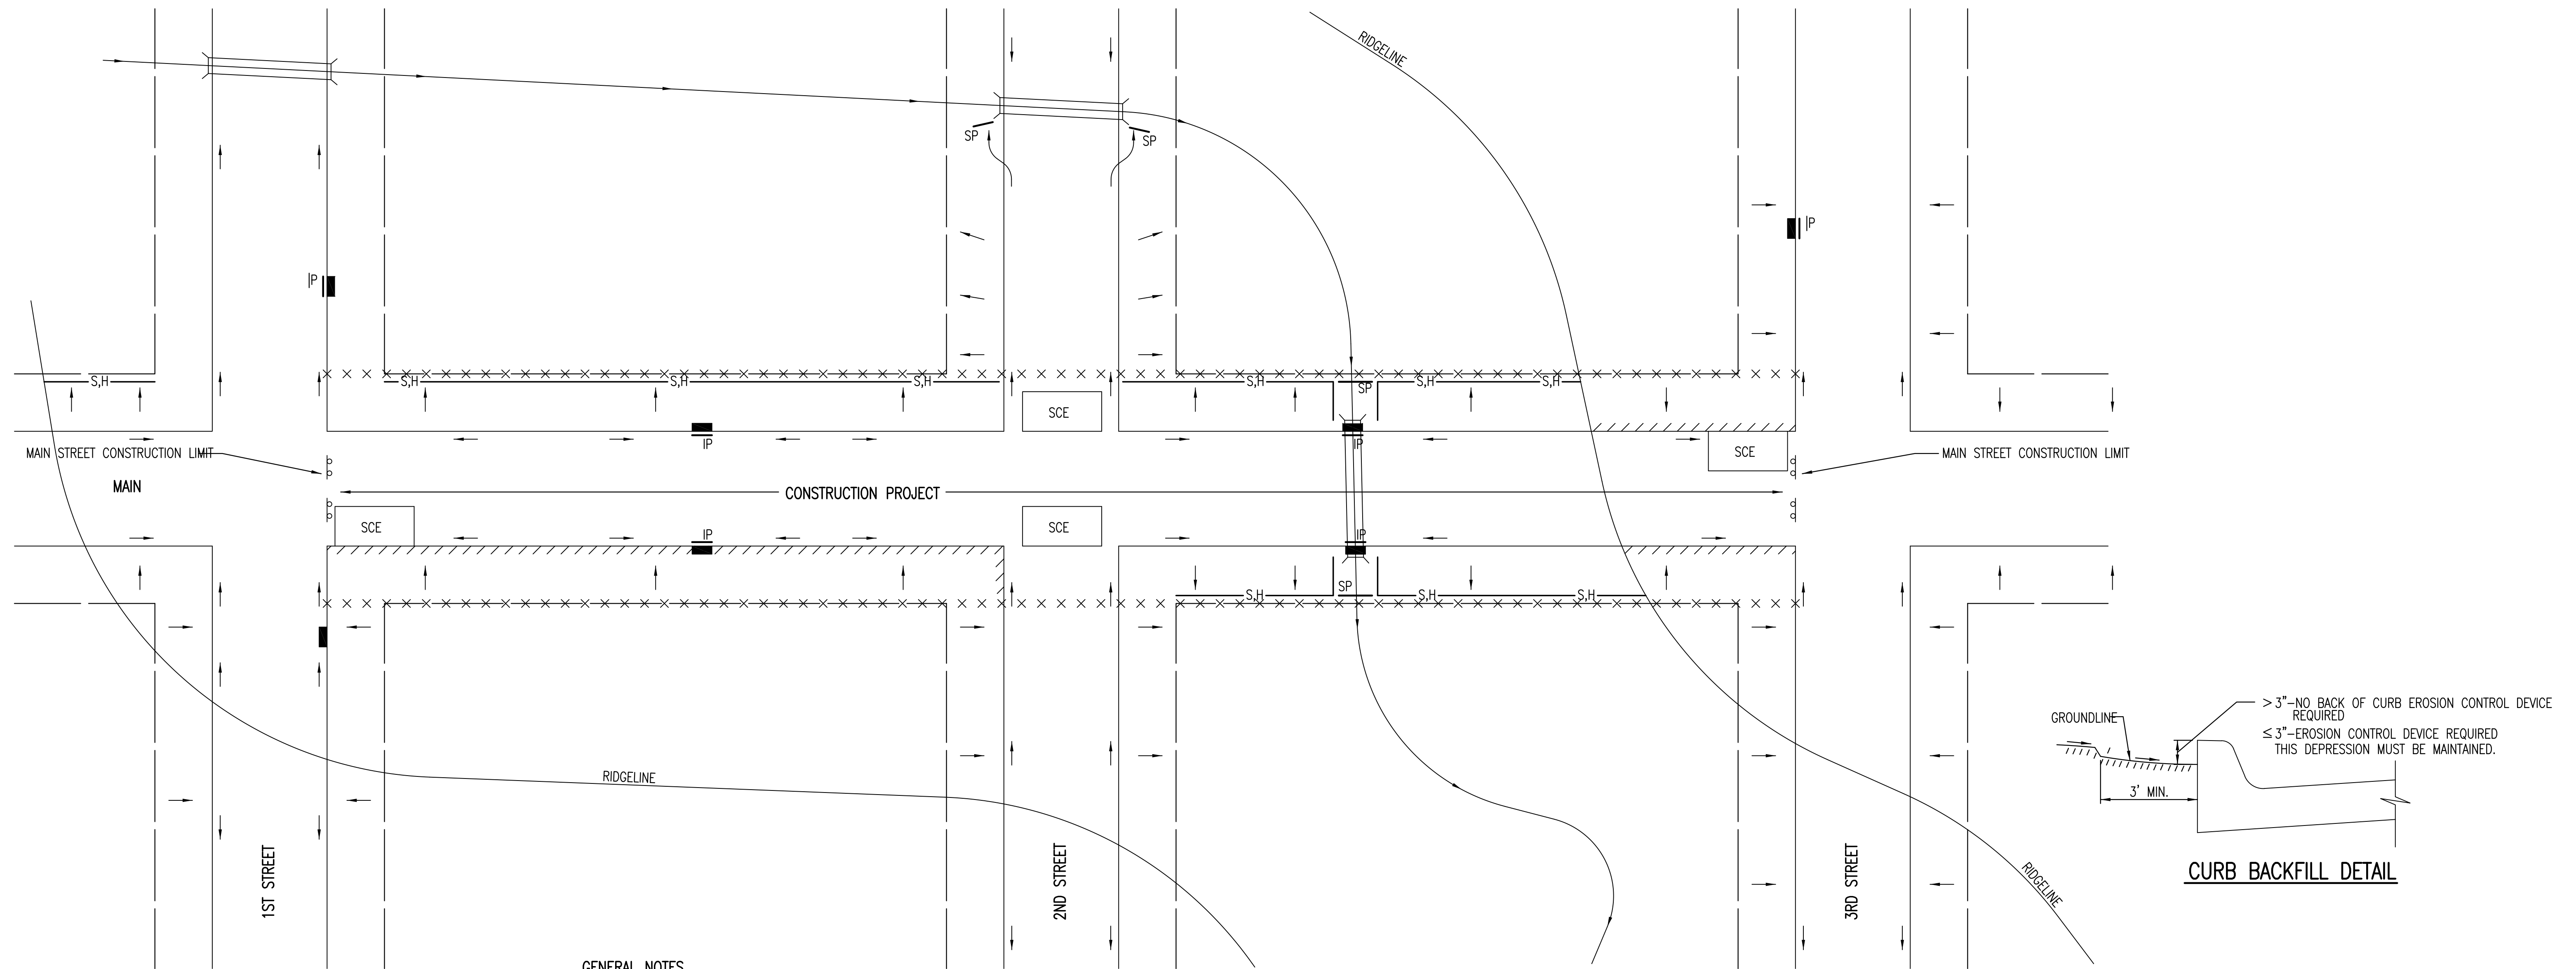 RIDGELINE
SP
SP
IP
IP
S,H
S,H
S,H
S,H
S,H
SP
S,H
S,H
SCE
IP
IP
SCE
MAIN STREET CONSTRUCTION LIMIT
MAIN STREET CONSTRUCTION LIMIT
MAIN
CONSTRUCTION PROJECT
SCE
SCE
IP
IP
SP
S,H
S,H
S,H
RIDGELINE
1ST STREET
2ND STREET
3RD STREET
RIDGELINE
GROUNDLINE
> 3"-NO BACK OF CURB EROSION CONTROL DEVICE
REQUIRED
≤ 3"-EROSION CONTROL DEVICE REQUIRED
THIS DEPRESSION MUST BE MAINTAINED.
3' MIN.
CURB BACKFILL DETAIL
GENERAL NOTES